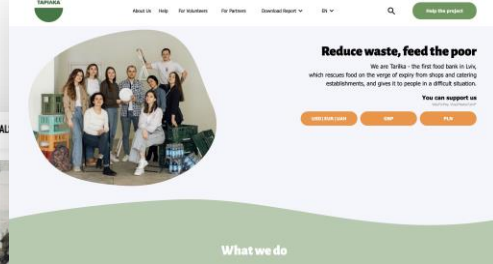 ТАРІЛКА
About Us Help For Volunteers For Partners Download Report EN
Help the project
Reduce waste, feed the poor
We are Tarilka - the first food bank in Lviv,
which rescues food on the verge of expiry from shops and catering
establishments, and gives it to people in a difficult situation.
You can support us
USD | EUR | UAH GBP PLN
What we do